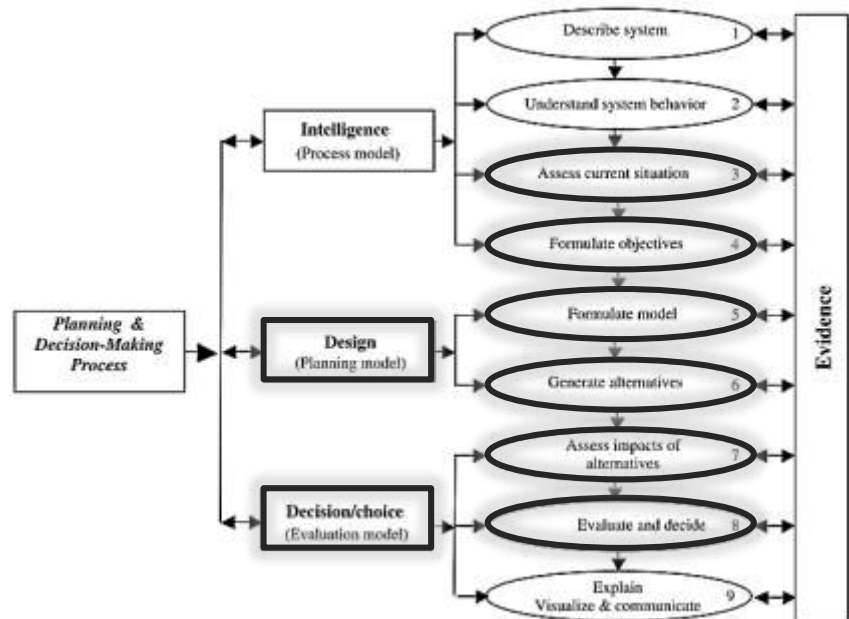 Planning &
Decision-Making
Process
Intelligence
(Process model)
Design
(Planning model)
Decision/choice
(Evaluation model)
Describe system 1
Understand system behavior 2
Assess current situation 3
Formulate objectives 4
Formulate model 5
Generate alternatives 6
Assess impacts of 7
alternatives
Evaluate and decide 8
Explain 9
Visualize & communicate
Evidence